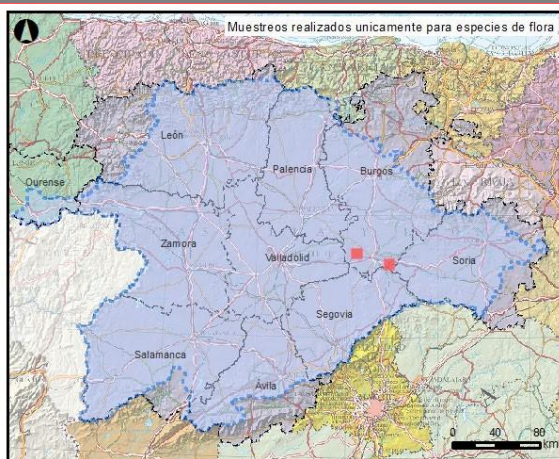 Muestreos realizados unicamente para especies de flora
León
Palencia
Burgos
Ourense
Zamora
Valladolid
Soria
Segovia
Salamanca
Ávila
0 40 80
km